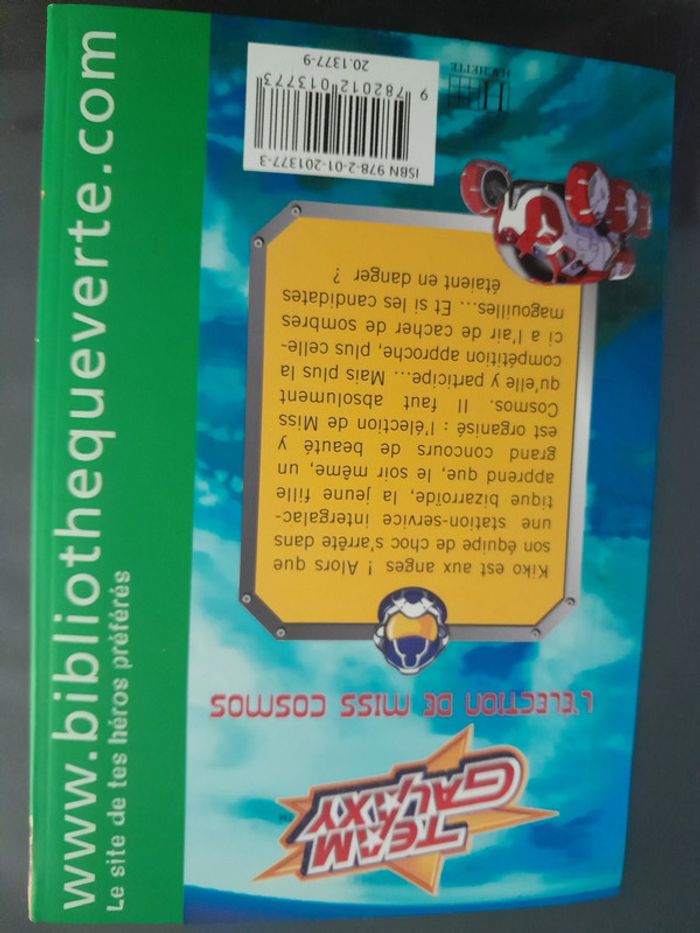 TEAM
GALAXY
TM
L'ÉLECTION DE MISS COSMOS
Kiko est aux anges ! Alors que
son équipe de choc s'arrête dans
une station-service intergalac-
tique bizarroïde, la jeune fille
apprend que, le soir même, un
grand concours de beauté y
est organisé : l'élection de Miss
Cosmos. Il faut absolument
qu'elle y participe... Mais plus la
compétition approche, plus celle-
ci a l'air de cacher de sombres
magouilles... Et si les candidates
étaient en danger ?
HACHETTE
ISBN 978-2-01-201377-3
9 782012 013773
20.1377-9
www.bibliothequeverte.com
Le site de tes héros préférés